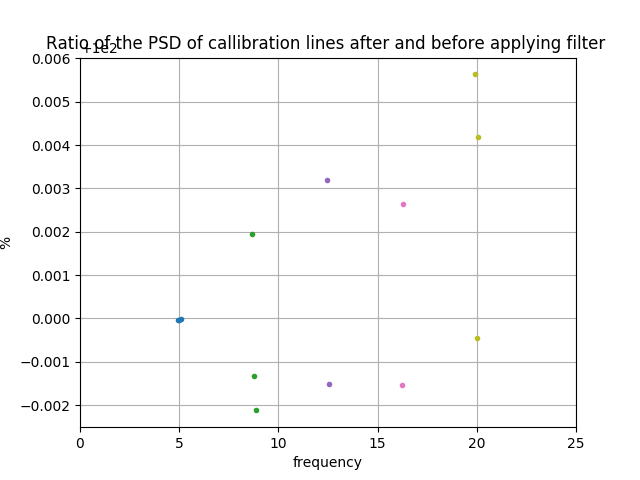 Ratio of the PSD of callibration lines after and before applying filter
+1e2
0.006
0.005
0.004
0.003
0.002
0.001
0.000
−0.001
−0.002
%
0 5 10 15 20 25
frequency